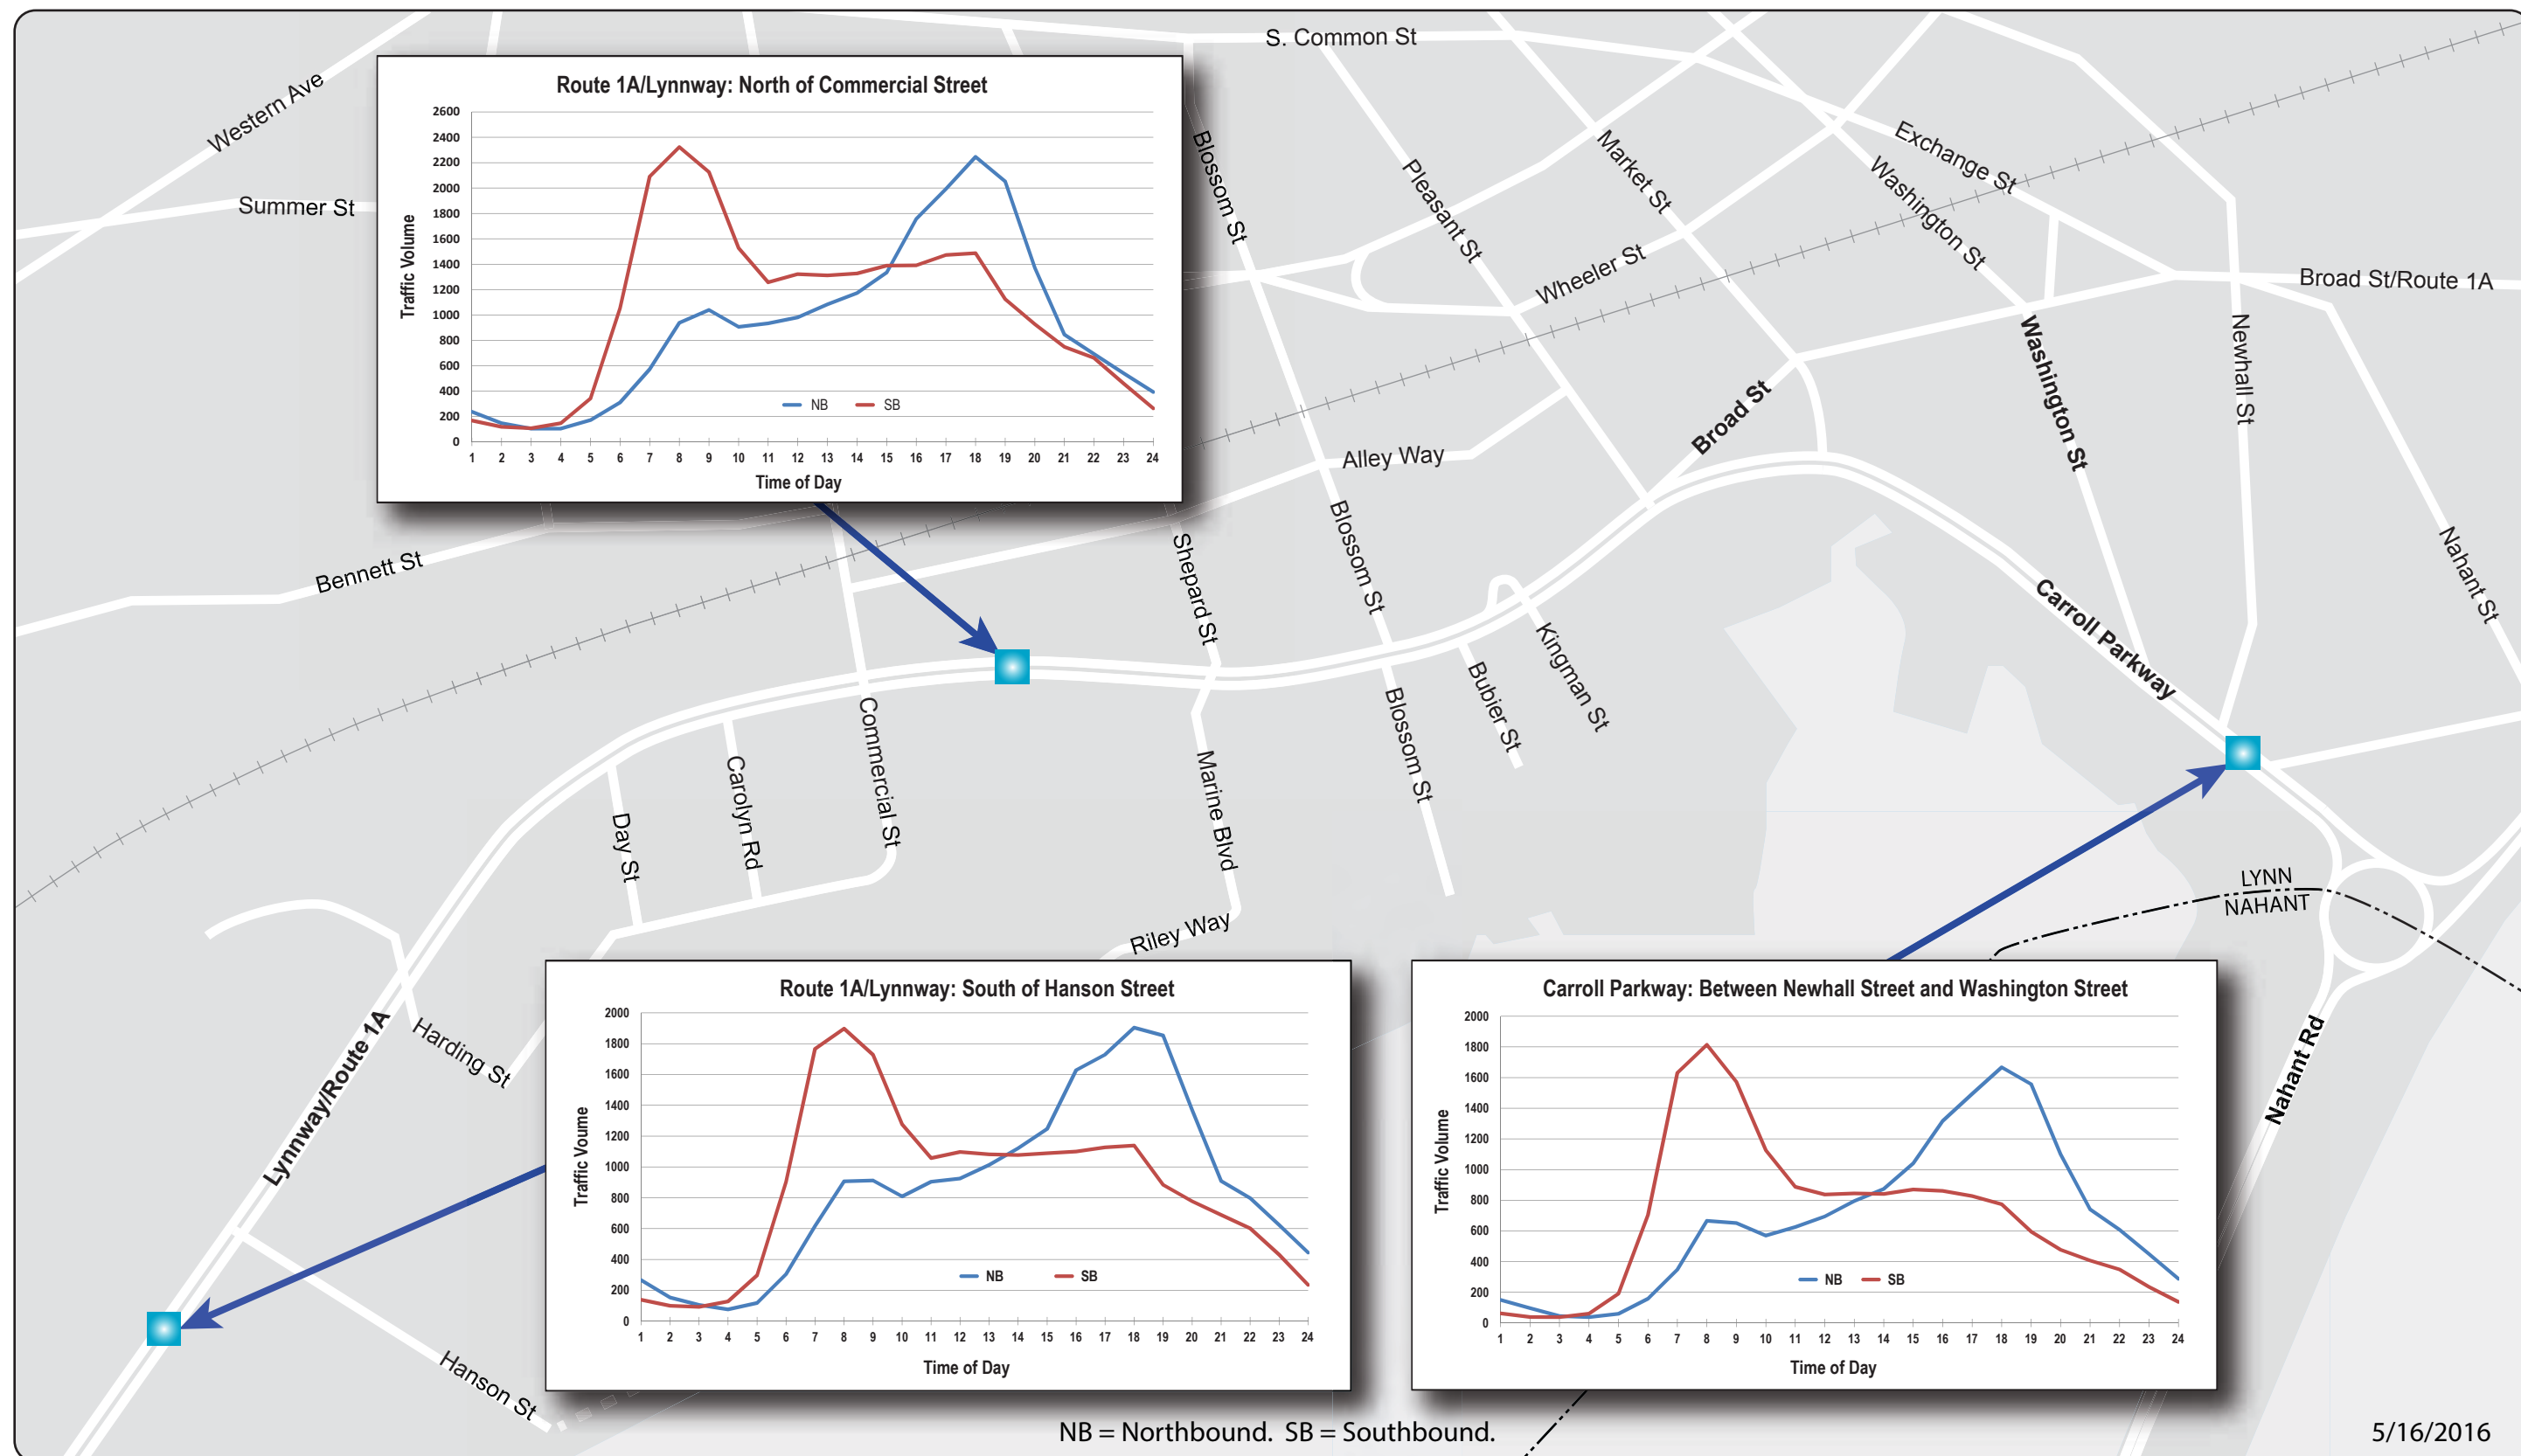 S. Common St
Western Ave
Summer St
Route 1A/Lynnway: North of Commercial Street
2600
2400
2200
2000
1800
1600
1400
1200
1000
800
600
400
200
0
Traffic Volume
NB SB
1 2 3 4 5 6 7 8 9 10 11 12 13 14 15 16 17 18 19 20 21 22 23 24
Time of Day
Blossom St
Pleasant St
Market St
Exchange St
Washington St
Wheeler St
Broad St/Route 1A
Washington St
Newhall St
Broad St
Alley Way
Bennett St
Shepard St
Blossom St
Nahant St
Carroll Parkway
Kingman St
Bubier St
Blossom St
Commercial St
Carolyn Rd
Day St
Marine Blvd
Riley Way
LYNN
NAHANT
Lynnway/Route 1A
Harding St
Hanson St
Nahant Rd
Route 1A/Lynnway: South of Hanson Street
2000
1800
1600
1400
1200
1000
800
600
400
200
0
Traffic Voume
NB SB
1 2 3 4 5 6 7 8 9 10 11 12 13 14 15 16 17 18 19 20 21 22 23 24
Time of Day
Carroll Parkway: Between Newhall Street and Washington Street
2000
1800
1600
1400
1200
1000
800
600
400
200
0
Traffic Volume
NB SB
1 2 3 4 5 6 7 8 9 10 11 12 13 14 15 16 17 18 19 20 21 22 23 24
Time of Day
NB = Northbound. SB = Southbound.
5/16/2016